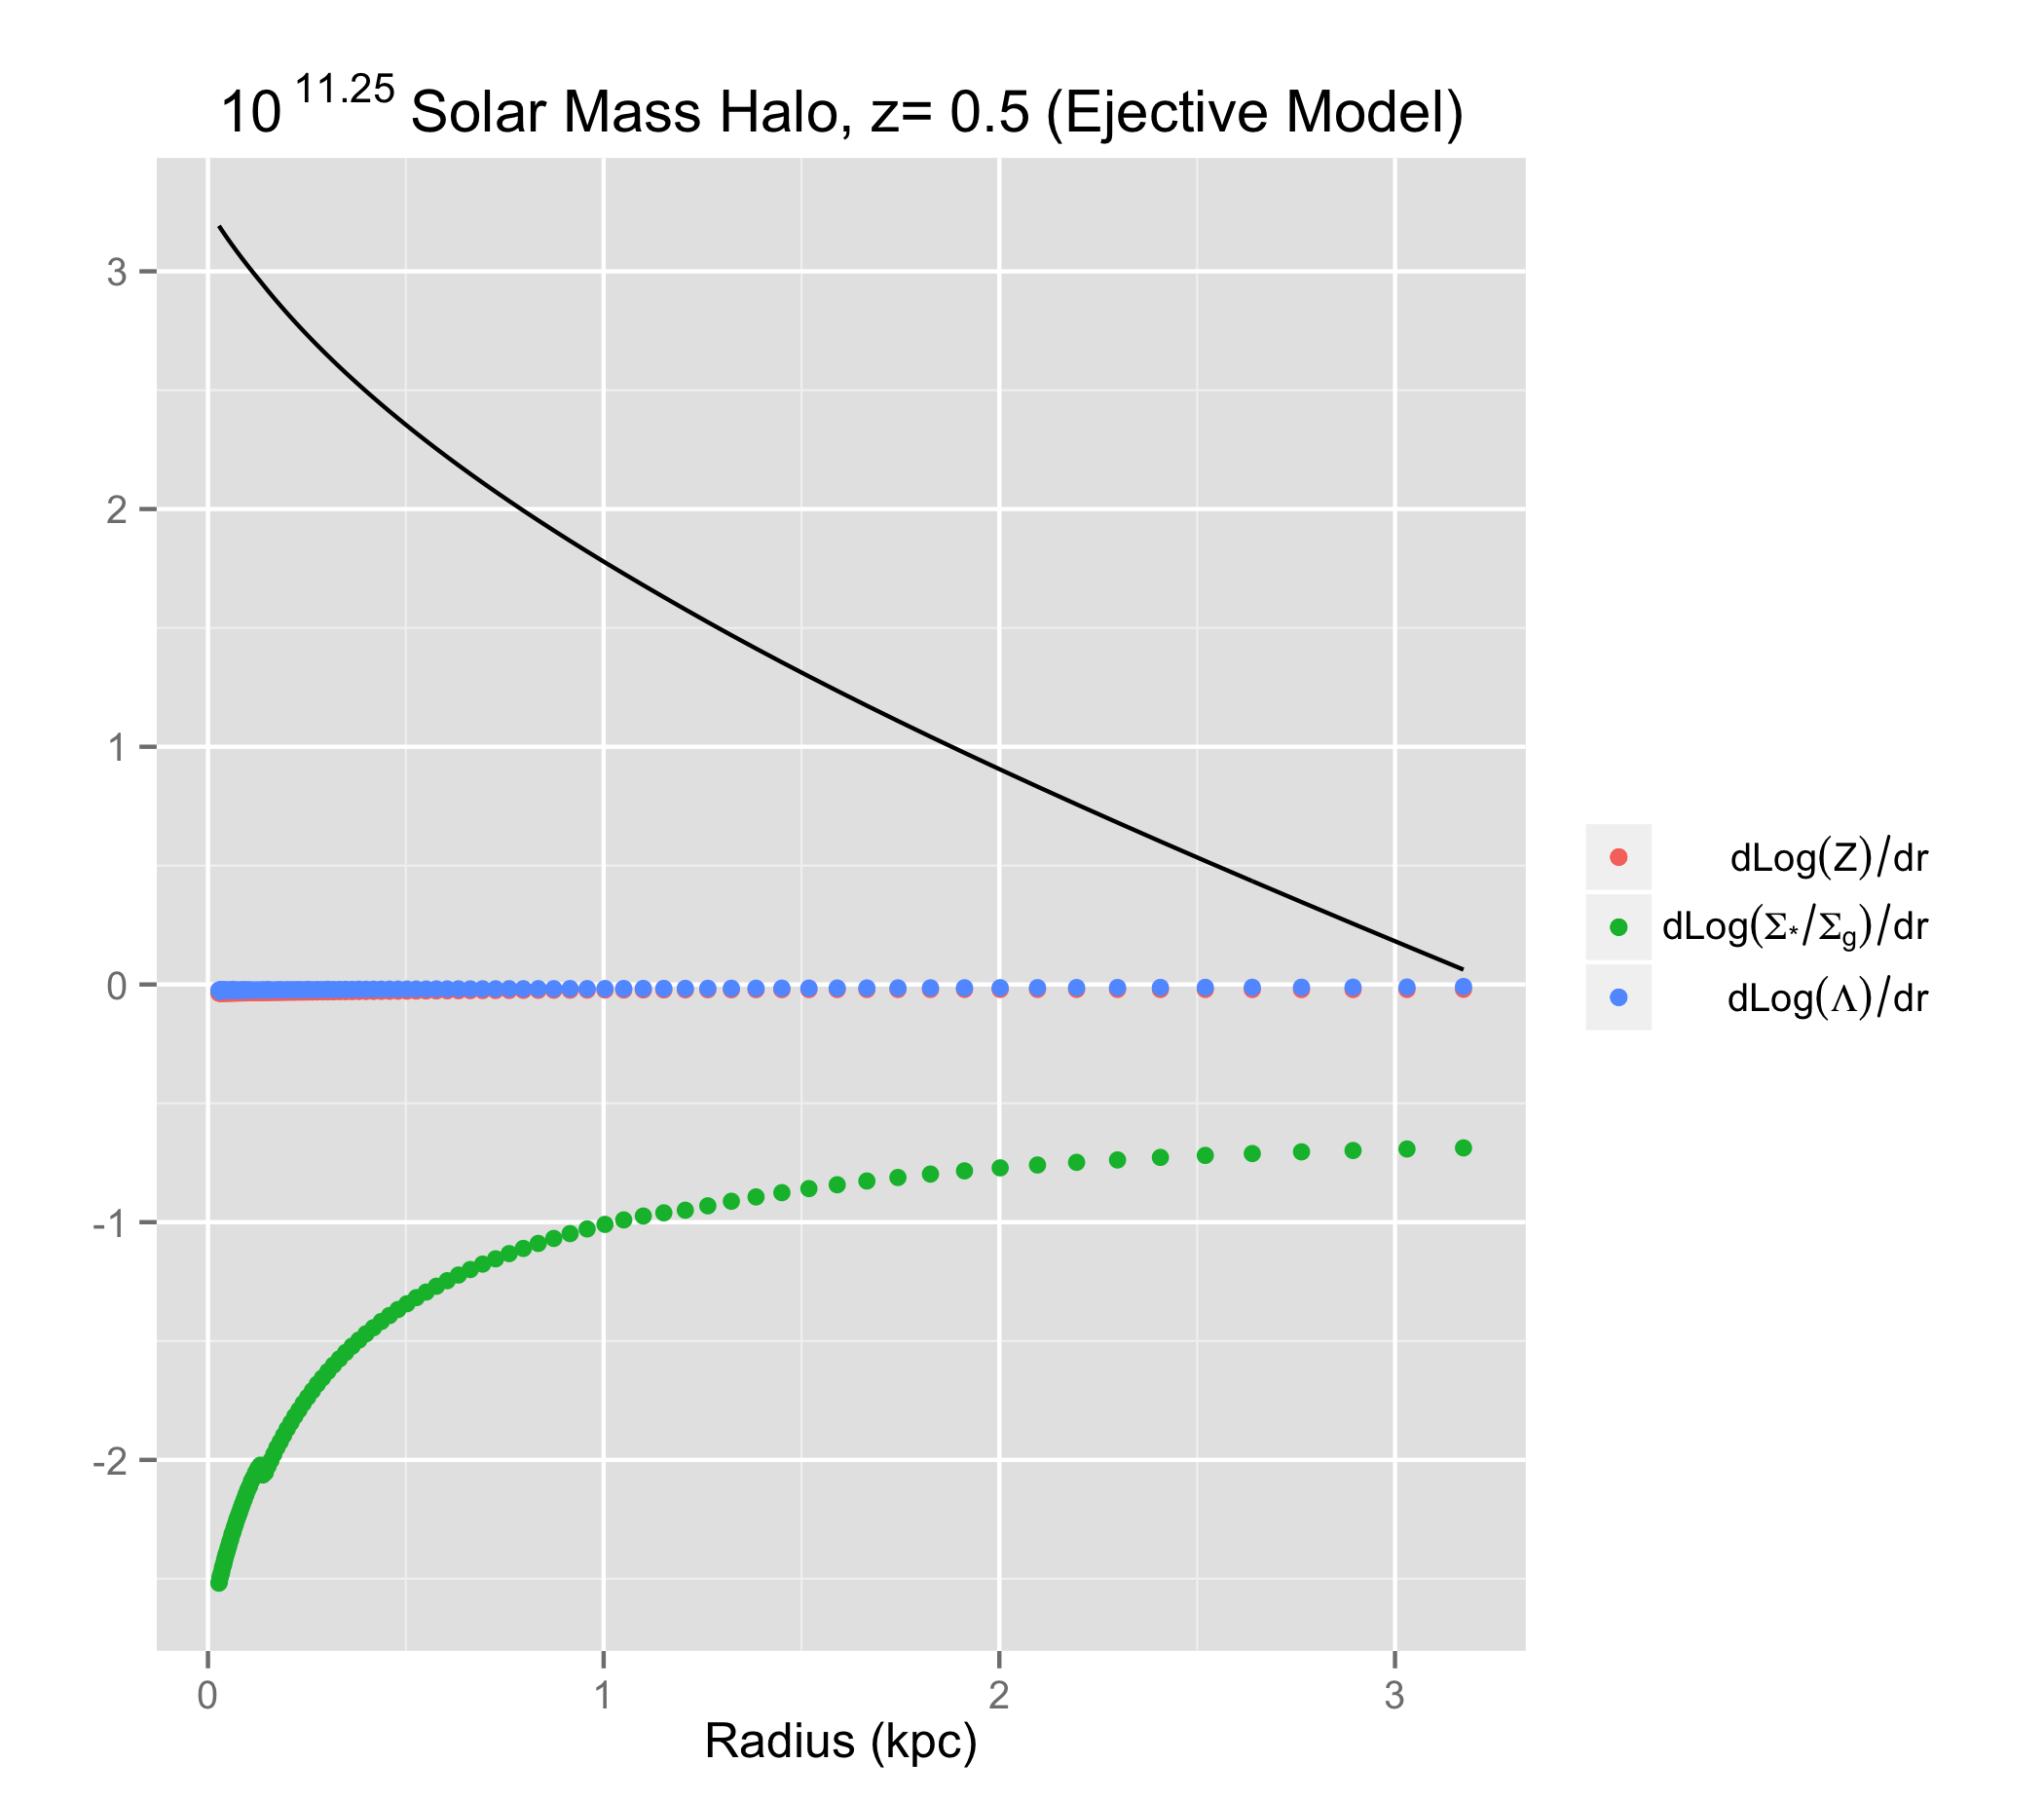 10^11.25 Solar Mass Halo, z= 0.5 (Ejective Model)
3
2
1
0
-1
-2
0 1 2 3
Radius (kpc)
dLog(Z)/dr
dLog(Σ*/Σg)/dr
dLog(Λ)/dr